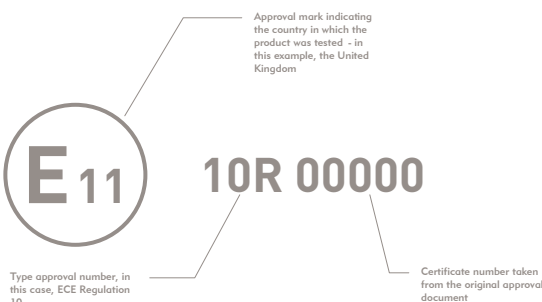 Approval mark indicating
the country in which the
product was tested - in
this example, the United
Kingdom
E 11
10R 00000
Type approval number, in
this case, ECE Regulation
10
Certificate number taken
from the original approval
document